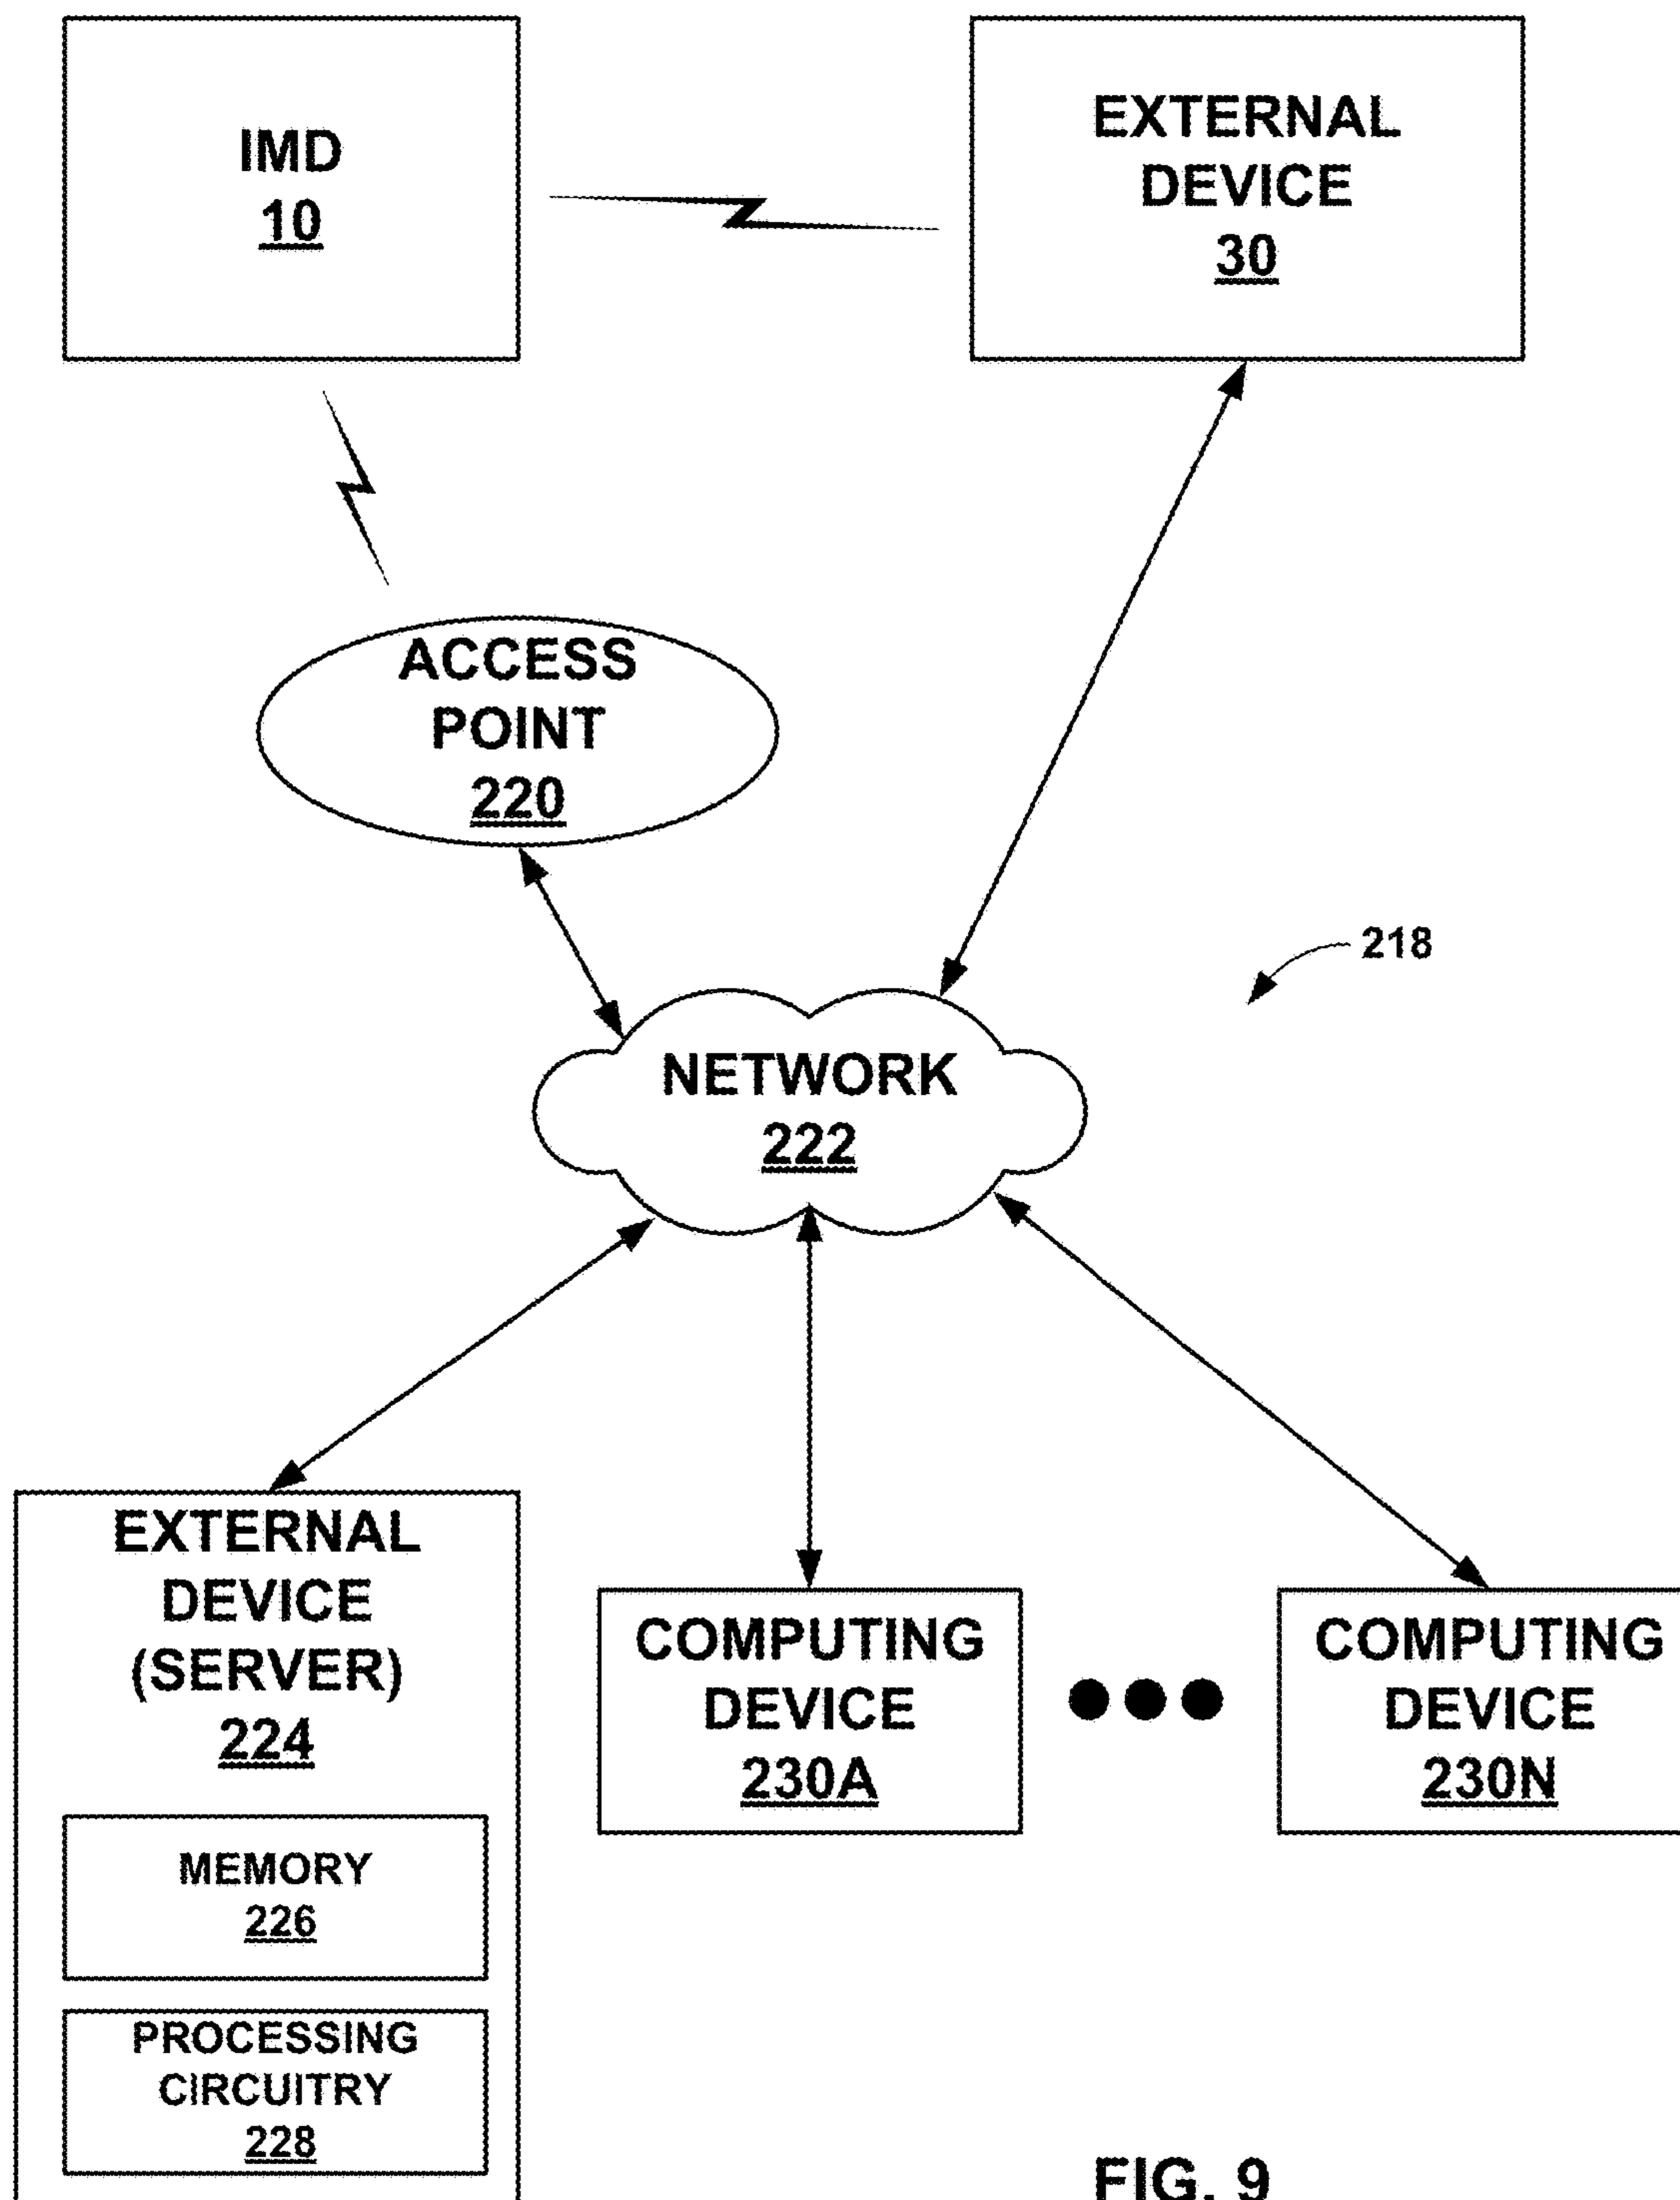 IMD
10
EXTERNAL
DEVICE
30
ACCESS
POINT
220
218
NETWORK
222
EXTERNAL
DEVICE
(SERVER)
224
MEMORY
226
PROCESSING
CIRCUITRY
228
COMPUTING
DEVICE
230A
COMPUTING
DEVICE
230N
FIG. 9